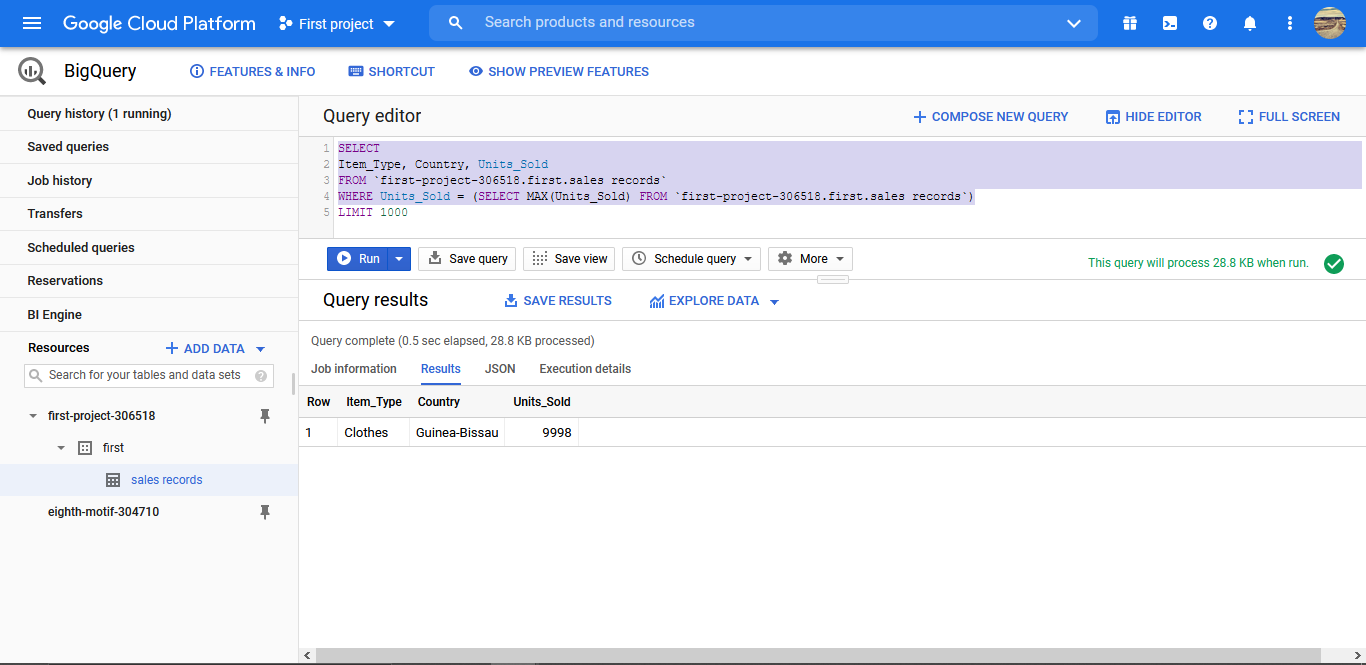 Google Cloud Platform First project Search products and resources
BigQuery FEATURES & INFO SHORTCUT SHOW PREVIEW FEATURES
Query history (1 running)
Saved queries
Job history
Transfers
Scheduled queries
Reservations
BI Engine
Resources ADD DATA
Search for your tables and data sets
first-project-306518
first
sales records
eighth-motif-304710
Query editor COMPOSE NEW QUERY HIDE EDITOR FULL SCREEN
1 SELECT
2 Item_Type, Country, Units_Sold
3 FROM `first-project-306518.first.sales records`
4 WHERE Units_Sold = (SELECT MAX(Units_Sold) FROM `first-project-306518.first.sales records`)
5 LIMIT 1000
Run Save query Save view Schedule query More This query will process 28.8 KB when run.
Query results SAVE RESULTS EXPLORE DATA
Query complete (0.5 sec elapsed, 28.8 KB processed)
Job information Results JSON Execution details
Row Item_Type Country Units_Sold
1 Clothes Guinea-Bissau 9998